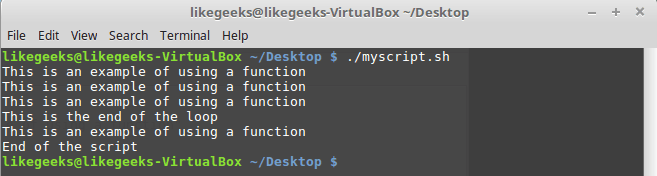 likegeeks@likegeeks-VirtualBox ~/Desktop
File Edit View Search Terminal Help
likegeeks@likegeeks-VirtualBox ~/Desktop $ ./myscript.sh
This is an example of using a function
This is an example of using a function
This is an example of using a function
This is the end of the loop
This is an example of using a function
End of the script
likegeeks@likegeeks-VirtualBox ~/Desktop $